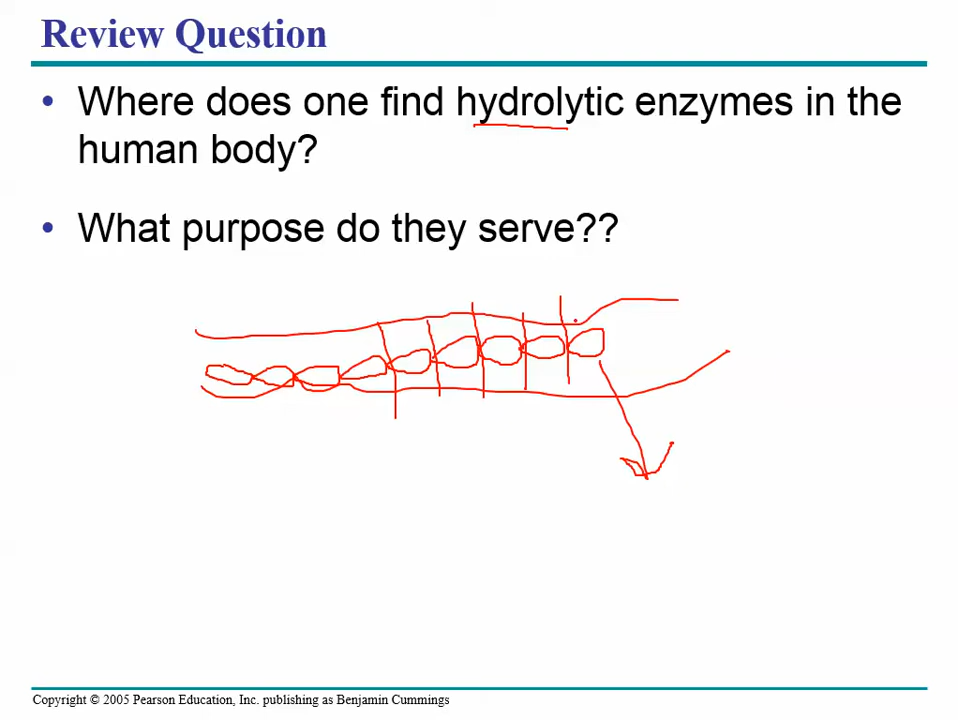 Review Question
• Where does one find hydrolytic enzymes in the
human body?
• What purpose do they serve??
Copyright © 2005 Pearson Education, Inc. publishing as Benjamin Cummings